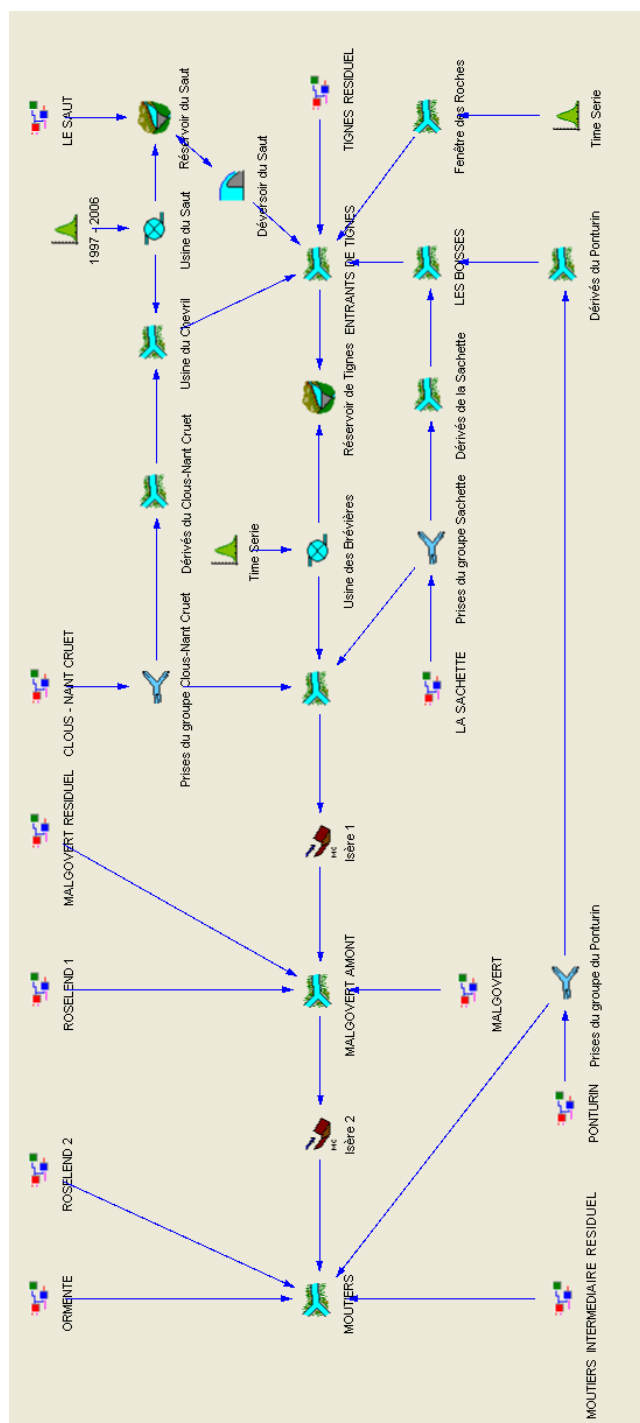 LE SAUT
Réservoir du Saut
1997 - 2006
Usine du Saut
Déversoir du Saut
TIGNES RESIDUEL
Fenêtre des Roches
Time Serie
Usine du Chevril
ENTRANTS DE TIGNES
LES BOISSES
Dérivés du Ponturin
Réservoir de Tignes
Dérivés de la Sachette
Dérivés du Clous-Nant Cruet
Time Serie
Usine des Brévières
Prises du groupe Sachette
CLOUS - NANT CRUET
Prises du groupe Clous-Nant Cruet
LA SACHETTE
MALGOVERT RESIDUEL
Isère 1
ROSELEND 1
MALGOVERT AMONT
MALGOVERT
Prises du groupe du Ponturin
ROSELEND 2
Isère 2
PONTURIN
ORMENTE
MOUTIERS
MOUTIERS INTERMEDIAIRE RESIDUEL